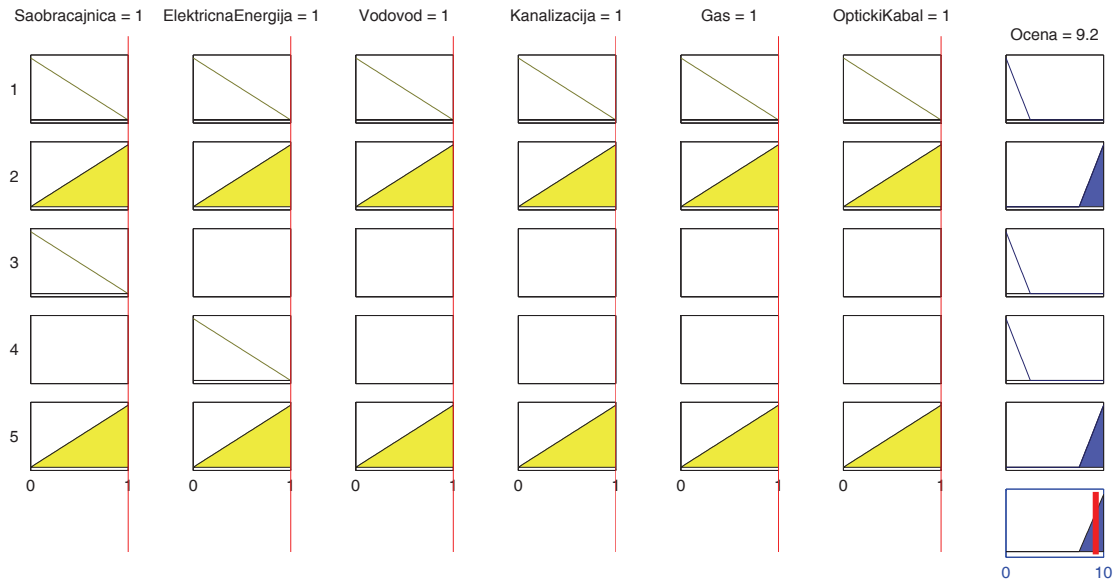 Saobracajnica = 1
ElektricnaEnergija = 1
Vodovod = 1
Kanalizacija = 1
Gas = 1
OptickiKabal = 1
Ocena = 9.2
1
2
3
4
5
0 1
0 1
0 1
0 1
0 1
0 1
0 10